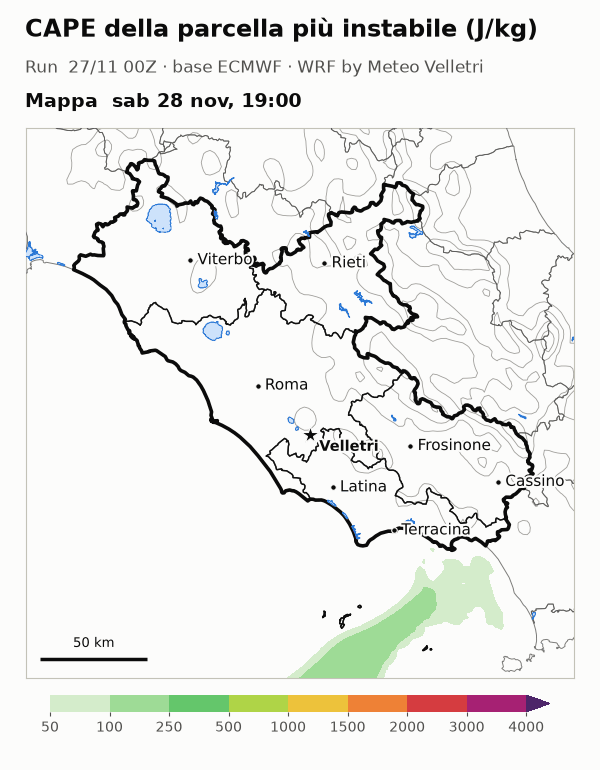 CAPE della parcella più instabile (J/kg)
Run  27/11 00Z · base ECMWF · WRF by Meteo Velletri
Mappa  sab 28 nov, 19:00
Viterbo
Rieti
Roma
Velletri
Frosinone
Cassino
Latina
Terracina
50 km
50 100 250 500 1000 1500 2000 3000 4000